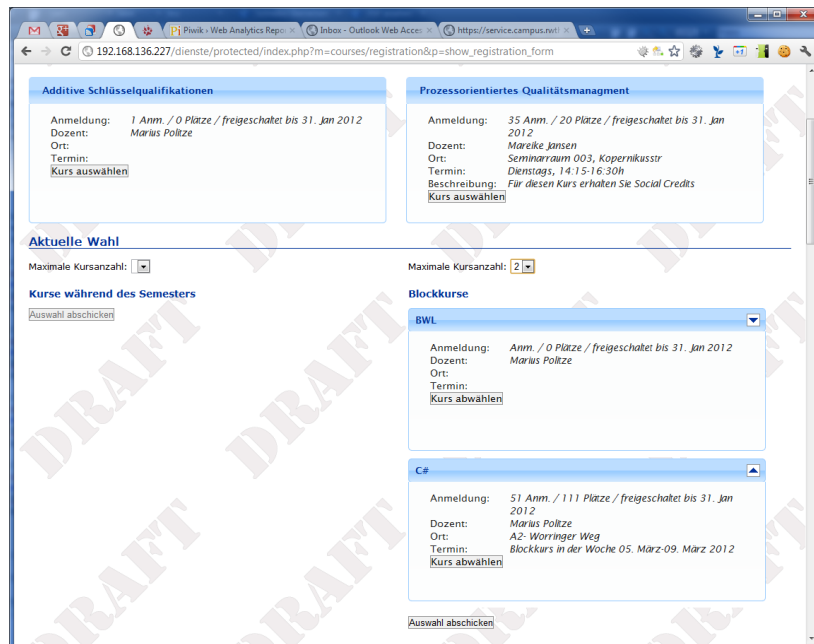 Piwik › Web Analytics Repor
Inbox - Outlook Web Acces
https://service.campus.rwt
192.168.136.227/dienste/protected/index.php?m=courses/registration&p=show_registration_form
Additive Schlüsselqualifikationen
Anmeldung: 1 Anm. / 0 Plätze / freigeschaltet bis 31. Jan 2012
Dozent: Marius Politze
Ort:
Termin:
Kurs auswählen
Prozessorientiertes Qualitätsmanagment
Anmeldung: 35 Anm. / 20 Plätze / freigeschaltet bis 31. Jan
2012
Dozent: Mareike Jansen
Ort: Seminarraum 003, Kopernikusstr
Termin: Dienstags, 14:15-16:30h
Beschreibung: Für diesen Kurs erhalten Sie Social Credits
Kurs auswählen
Aktuelle Wahl
Maximale Kursanzahl:
Kurse während des Semesters
Auswahl abschicken
Maximale Kursanzahl: 2
Blockkurse
BWL
Anmeldung: Anm. / 0 Plätze / freigeschaltet bis 31. Jan 2012
Dozent: Marius Politze
Ort:
Termin:
Kurs abwählen
C#
Anmeldung: 51 Anm. / 111 Plätze / freigeschaltet bis 31. Jan
2012
Dozent: Marius Politze
Ort: A2- Worringer Weg
Termin: Blockkurs in der Woche 05. März-09. März 2012
Kurs abwählen
Auswahl abschicken
DRAFT
DRAFT
DRAFT
DRAFT
DRAFT